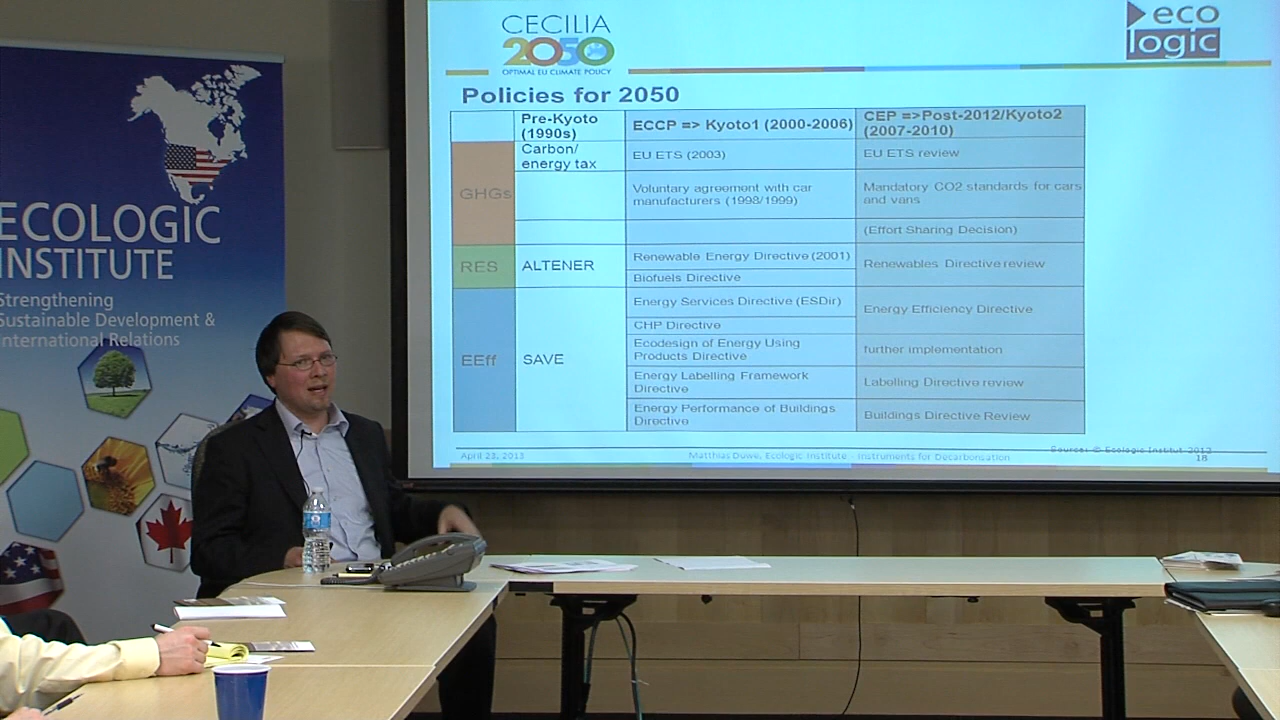 ECOLOGIC
INSTITUTE
Strengthening
Sustainable Development &
International Relations
CECILIA
2050
OPTIMAL EU CLIMATE POLICY
eco
logic
Policies for 2050
Pre-Kyoto
(1990s)
ECCP => Kyoto1 (2000-2006)
CEP =>Post-2012/Kyoto2
(2007-2010)
GHGs
Carbon/
energy tax
EU ETS (2003)
EU ETS review
Voluntary agreement with car
manufacturers (1998/1999)
Mandatory CO2 standards for cars
and vans
(Effort Sharing Decision)
RES
ALTENER
Renewable Energy Directive (2001)
Biofuels Directive
Renewables Directive review
EEff
SAVE
Energy Services Directive (ESDir)
CHP Directive
Energy Efficiency Directive
Ecodesign of Energy Using
Products Directive
further implementation
Energy Labelling Framework
Directive
Labelling Directive review
Energy Performance of Buildings
Directive
Buildings Directive Review
Source: © Ecologic Institut 2012
April 23, 2013
Matthias Duwe, Ecologic Institute - Instruments for Decarbonisation
18